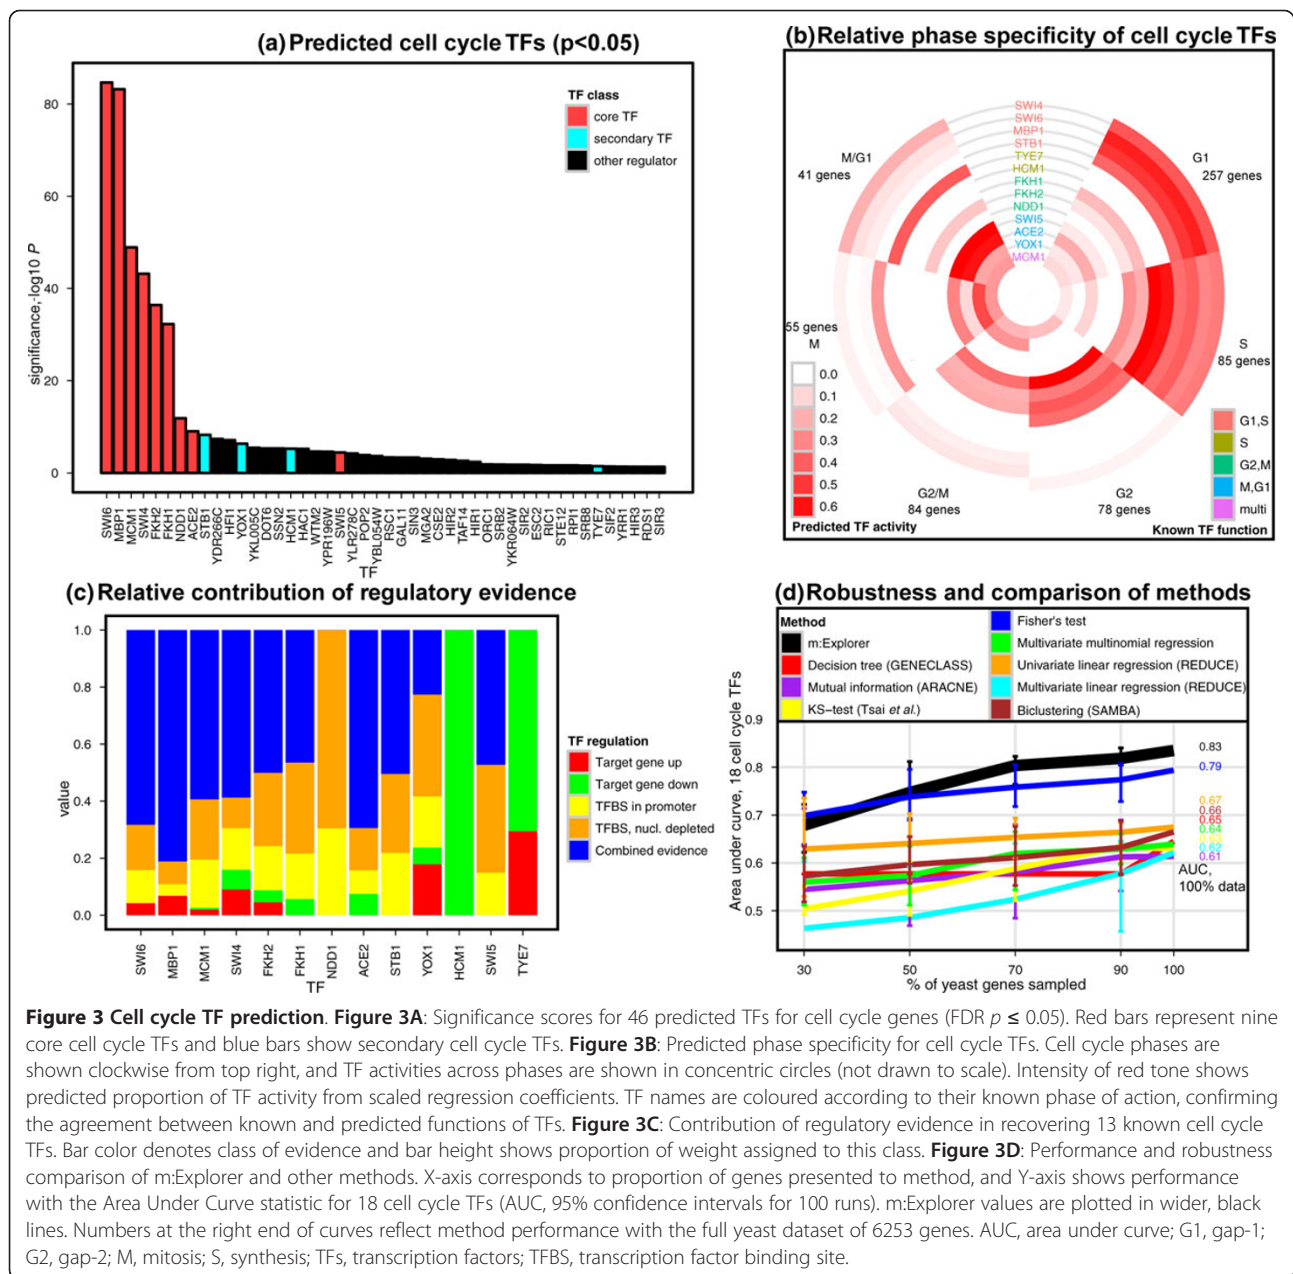 (a) Predicted cell cycle TFs (p<0.05)
significance,-log10 P
80
60
40
20
0
TF class
core TF
secondary TF
other regulator
SWI6
MBP1
MCM1
SWI4
FKH2
FKH1
NDD1
ACE2
STB1
YDR266C
HFI1
YOX1
YKL005C
DOT6
SSN2
HCM1
HAC1
WTM2
YPR196W
SWI5
YLR278C
POP2
YBL054W
RSC1
GAL11
SIN3
MGA2
CSE2
HIR2
TAF14
HIR1
ORC1
SRB2
YKR064W
SIR2
ESC2
RIC1
STE12
RPI1
SRB8
TYE7
SIF2
YRR1
HIR3
RDS1
SIR3
TF
(b) Relative phase specificity of cell cycle TFs
SWI4
SWI6
MBP1
STB1
TYE7
HCM1
FKH1
FKH2
NDD1
SWI5
ACE2
YOX1
MCM1
M/G1
41 genes
G1
257 genes
S
85 genes
G2
78 genes
G2/M
84 genes
55 genes
M
0.0
0.1
0.2
0.3
0.4
0.5
0.6
Predicted TF activity
G1,S
S
G2,M
M,G1
multi
Known TF function
(c) Relative contribution of regulatory evidence
value
1.0
0.8
0.6
0.4
0.2
0.0
SWI6
MBP1
MCM1
SWI4
FKH2
FKH1
NDD1
ACE2
STB1
YOX1
HCM1
SWI5
TYE7
TF
TF regulation
Target gene up
Target gene down
TFBS in promoter
TFBS, nucl. depleted
Combined evidence
(d) Robustness and comparison of methods
Method
m:Explorer
Decision tree (GENECLASS)
Mutual information (ARACNE)
KS-test (Tsai et al.)
Fisher's test
Multivariate multinomial regression
Univariate linear regression (REDUCE)
Multivariate linear regression (REDUCE)
Biclustering (SAMBA)
Area under curve, 18 cell cycle TFs
0.9
0.8
0.7
0.6
0.5
0.83
0.79
0.67
0.66
0.65
0.64
0.63
0.62
0.61
AUC,
100% data
30
50
70
90
100
% of yeast genes sampled
Figure 3 Cell cycle TF prediction. Figure 3A: Significance scores for 46 predicted TFs for cell cycle genes (FDR p ≤ 0.05). Red bars represent nine
core cell cycle TFs and blue bars show secondary cell cycle TFs. Figure 3B: Predicted phase specificity for cell cycle TFs. Cell cycle phases are
shown clockwise from top right, and TF activities across phases are shown in concentric circles (not drawn to scale). Intensity of red tone shows
predicted proportion of TF activity from scaled regression coefficients. TF names are coloured according to their known phase of action, confirming
the agreement between known and predicted functions of TFs. Figure 3C: Contribution of regulatory evidence in recovering 13 known cell cycle
TFs. Bar color denotes class of evidence and bar height shows proportion of weight assigned to this class. Figure 3D: Performance and robustness
comparison of m:Explorer and other methods. X-axis corresponds to proportion of genes presented to method, and Y-axis shows performance
with the Area Under Curve statistic for 18 cell cycle TFs (AUC, 95% confidence intervals for 100 runs). m:Explorer values are plotted in wider, black
lines. Numbers at the right end of curves reflect method performance with the full yeast dataset of 6253 genes. AUC, area under curve; G1, gap-1;
G2, gap-2; M, mitosis; S, synthesis; TFs, transcription factors; TFBS, transcription factor binding site.